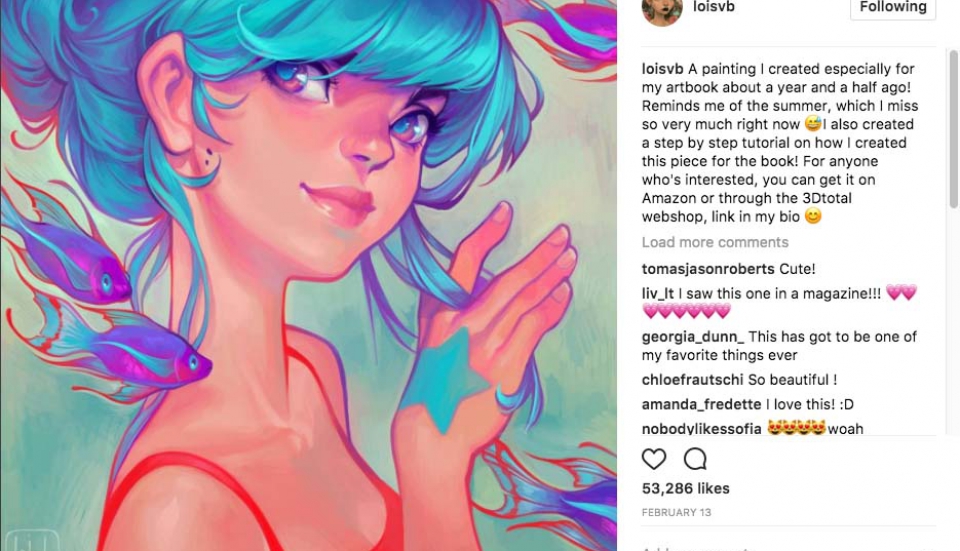 loisvb
Following
loisvb A painting I created especially for
my artbook about a year and a half ago!
Reminds me of the summer, which I miss
so very much right now 😅I also created
a step by step tutorial on how I created
this piece for the book! For anyone
who's interested, you can get it on
Amazon or through the 3Dtotal
webshop, link in my bio 😊
Load more comments
tomasjasonroberts Cute!
liv_lt I saw this one in a magazine!!! 💗💗
💗💗💗💗💗💗
georgia_dunn_ This has got to be one of
my favorite things ever
chloefrautschi So beautiful !
amanda_fredette I love this! :D
nobodylikessofia 😍😍😍😍woah
53,286 likes
FEBRUARY 13